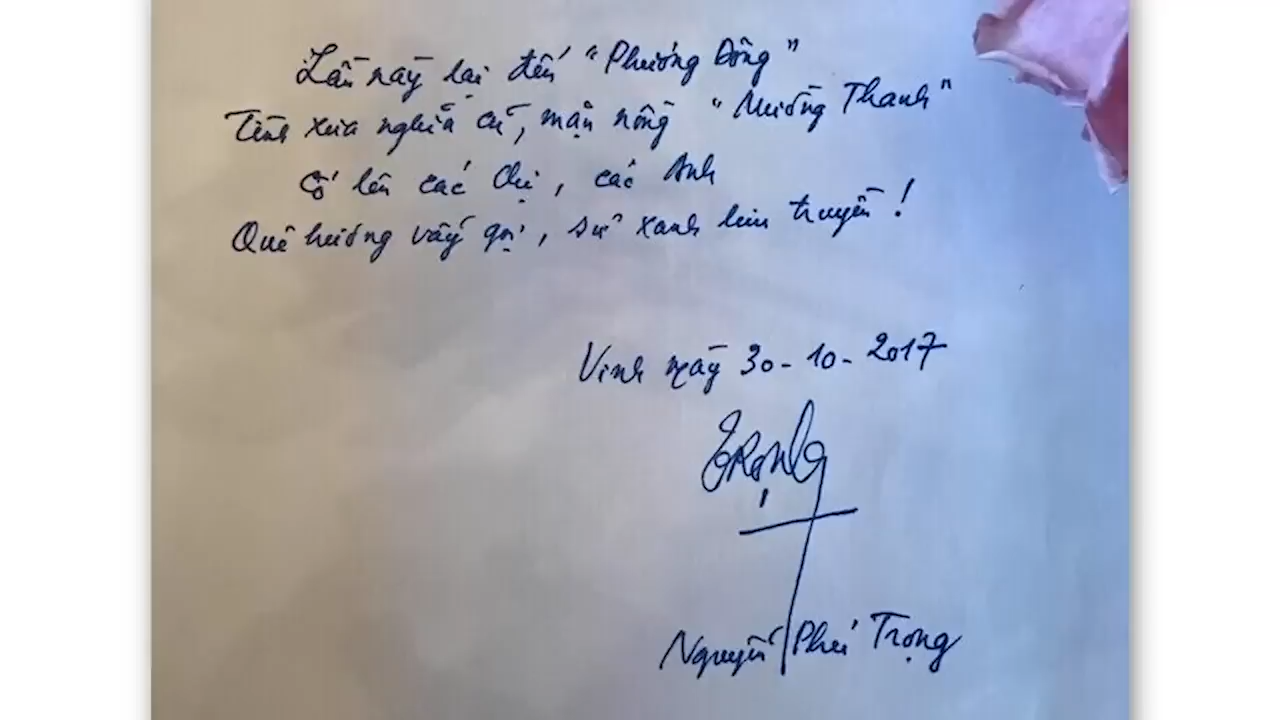 Lần này lại đến "Phương Đông"
Tình xưa nghĩa cũ, mặn nồng "Mường Thanh"
Cố lên các Chị, các Anh
Quê hương vẫy gọi, sử xanh lưu truyền!
Vinh ngày 30-10-2017
Trọng
Nguyễn Phú Trọng